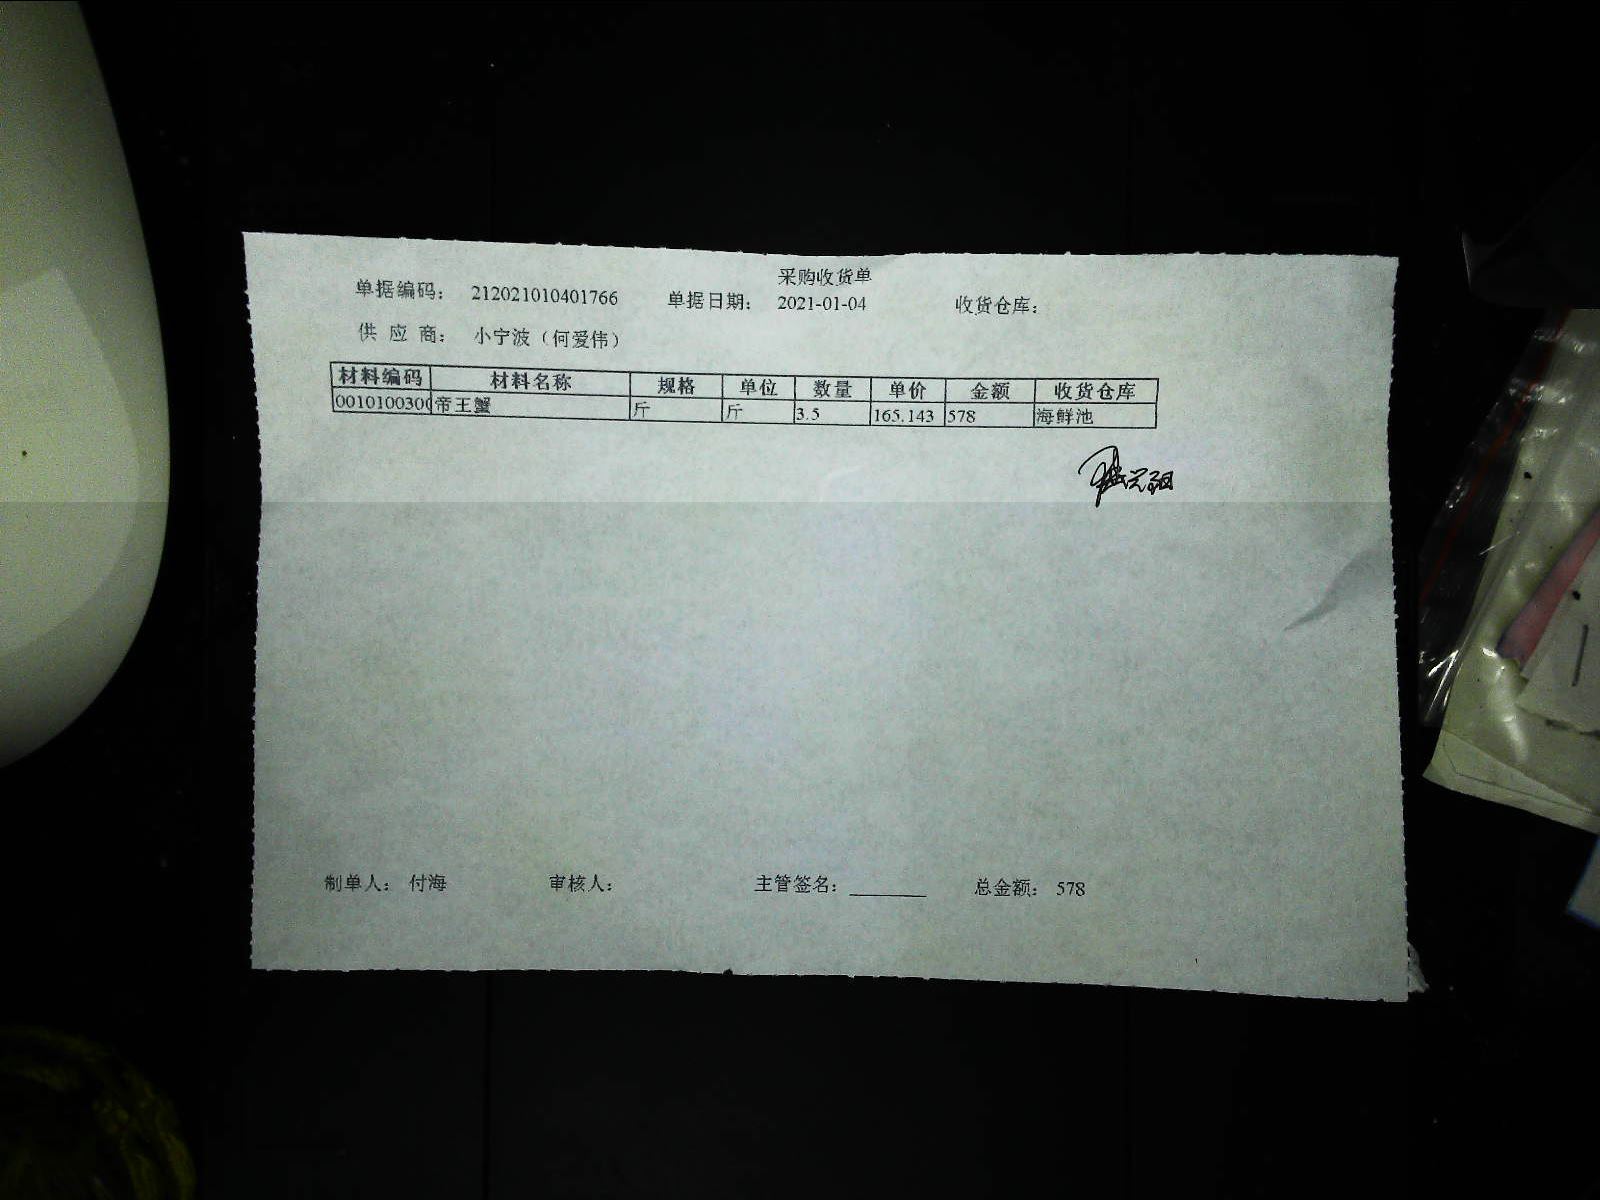 采购收货单
单据编码： 212021010401766 单据日期： 2021-01-04 收货仓库：
供 应 商： 小宁波（何爱伟）
材料编码 材料名称 规格 单位 数量 单价 金额 收货仓库
0010100300 帝王蟹 斤 斤 3.5 165.143 578 海鲜池
制单人： 付海 审核人： 主管签名： 总金额： 578